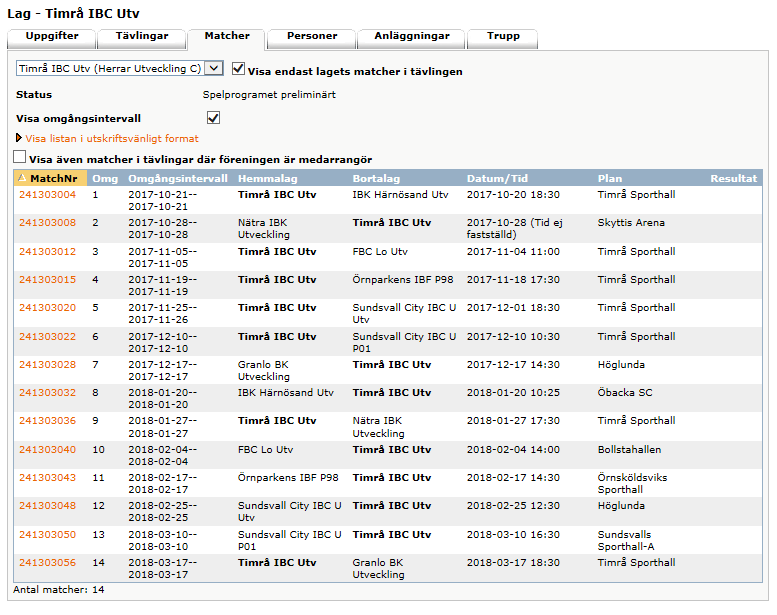 Lag - Timrå IBC Utv
Uppgifter Tävlingar Matcher Personer Anläggningar Trupp
Timrå IBC Utv (Herrar Utveckling C) Visa endast lagets matcher i tävlingen
Status Spelprogramet preliminärt
Visa omgångsintervall
Visa listan i utskriftsvänligt format
Visa även matcher i tävlingar där föreningen är medarrangör
MatchNr Omg Omgångsintervall Hemmalag Bortalag Datum/Tid Plan Resultat
241303004 1 2017-10-21-- Timrå IBC Utv IBK Härnösand Utv 2017-10-20 18:30 Timrå Sporthall
2017-10-21
241303008 2 2017-10-28-- Nätra IBK Timrå IBC Utv 2017-10-28 (Tid ej Skyttis Arena
2017-10-28 Utveckling fastställd)
241303012 3 2017-11-05-- Timrå IBC Utv FBC Lo Utv 2017-11-04 11:00 Timrå Sporthall
2017-11-05
241303015 4 2017-11-19-- Timrå IBC Utv Örnparkens IBF P98 2017-11-18 17:30 Timrå Sporthall
2017-11-19
241303020 5 2017-11-25-- Timrå IBC Utv Sundsvall City IBC U 2017-12-01 18:30 Timrå Sporthall
2017-11-26 Utv
241303022 6 2017-12-10-- Timrå IBC Utv Sundsvall City IBC U 2017-12-10 10:30 Timrå Sporthall
2017-12-10 P01
241303028 7 2017-12-17-- Granlo BK Timrå IBC Utv 2017-12-17 14:30 Höglunda
2017-12-17 Utveckling
241303032 8 2018-01-20-- IBK Härnösand Utv Timrå IBC Utv 2018-01-20 10:25 Öbacka SC
2018-01-20
241303036 9 2018-01-27-- Timrå IBC Utv Nätra IBK 2018-01-27 17:30 Timrå Sporthall
2018-01-27 Utveckling
241303040 10 2018-02-04-- FBC Lo Utv Timrå IBC Utv 2018-02-04 14:00 Bollstahallen
2018-02-04
241303043 11 2018-02-17-- Örnparkens IBF P98 Timrå IBC Utv 2018-02-17 14:30 Örnsköldsviks
2018-02-17 Sporthall
241303048 12 2018-02-25-- Sundsvall City IBC U Timrå IBC Utv 2018-02-25 12:30 Höglunda
2018-02-25 Utv
241303050 13 2018-03-10-- Sundsvall City IBC U Timrå IBC Utv 2018-03-10 16:30 Sundsvalls
2018-03-10 P01 Sporthall-A
241303056 14 2018-03-17-- Timrå IBC Utv Granlo BK 2018-03-17 18:30 Timrå Sporthall
2018-03-17 Utveckling
Antal matcher: 14